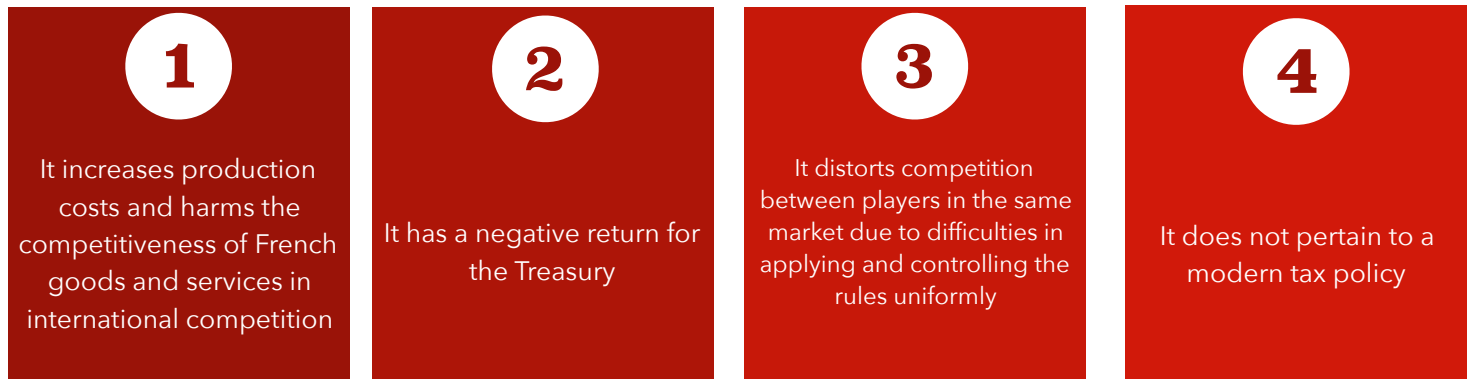 1
It increases production
costs and harms the
competitiveness of French
goods and services in
international competition
2
It has a negative return for
the Treasury
3
It distorts competition
between players in the same
market due to difficulties in
applying and controlling the
rules uniformly
4
It does not pertain to a
modern tax policy